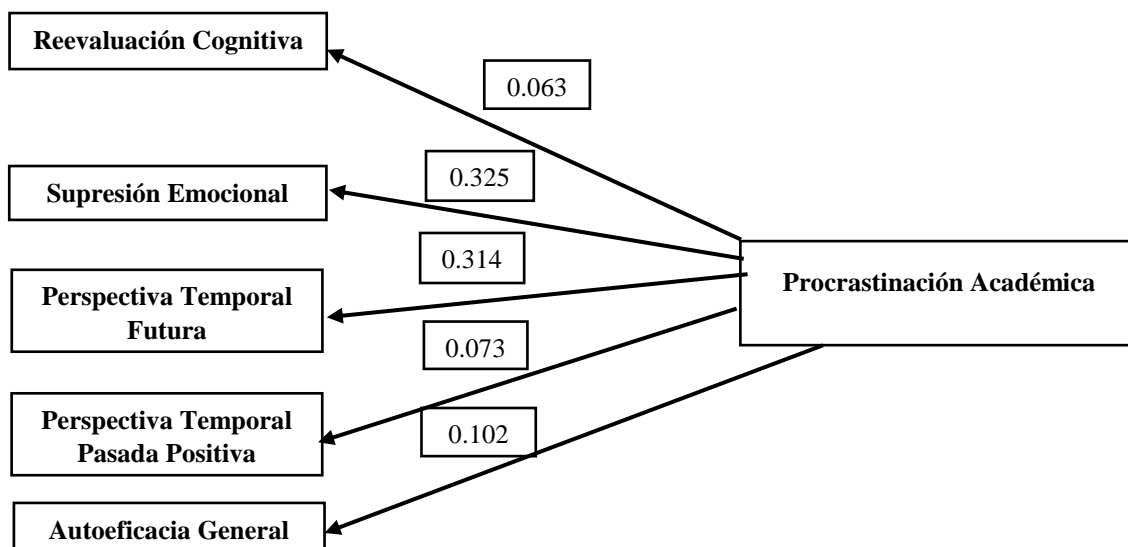 Reevaluación Cognitiva
0.063
Supresión Emocional
0.325
0.314
Procrastinación Académica
Perspectiva Temporal
Futura
0.073
Perspectiva Temporal
Pasada Positiva
0.102
Autoeficacia General